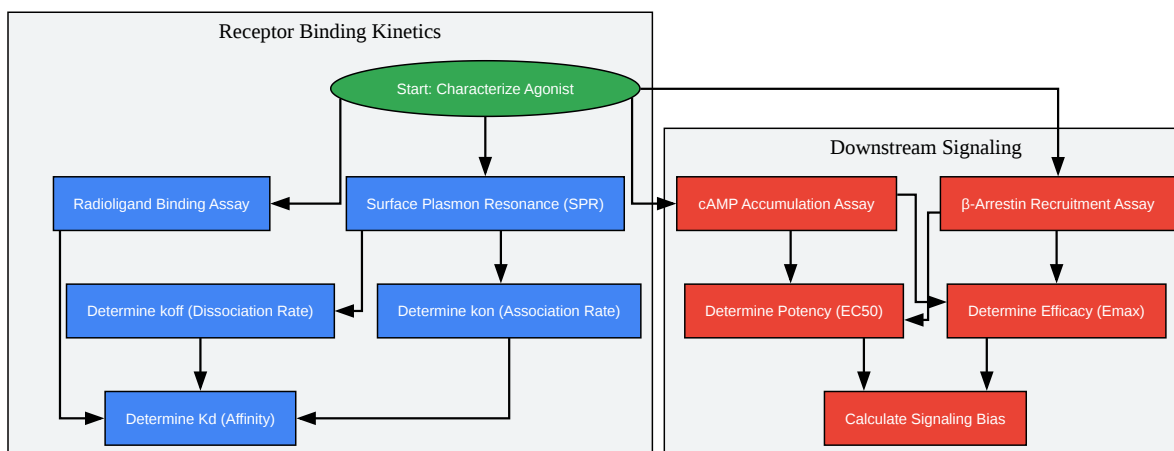 Receptor Binding Kinetics
Start: Characterize Agonist
Downstream Signaling
Radioligand Binding Assay
Surface Plasmon Resonance (SPR)
cAMP Accumulation Assay
β-Arrestin Recruitment Assay
Determine koff (Dissociation Rate)
Determine kon (Association Rate)
Determine Potency (EC50)
Determine Efficacy (Emax)
Determine Kd (Affinity)
Calculate Signaling Bias